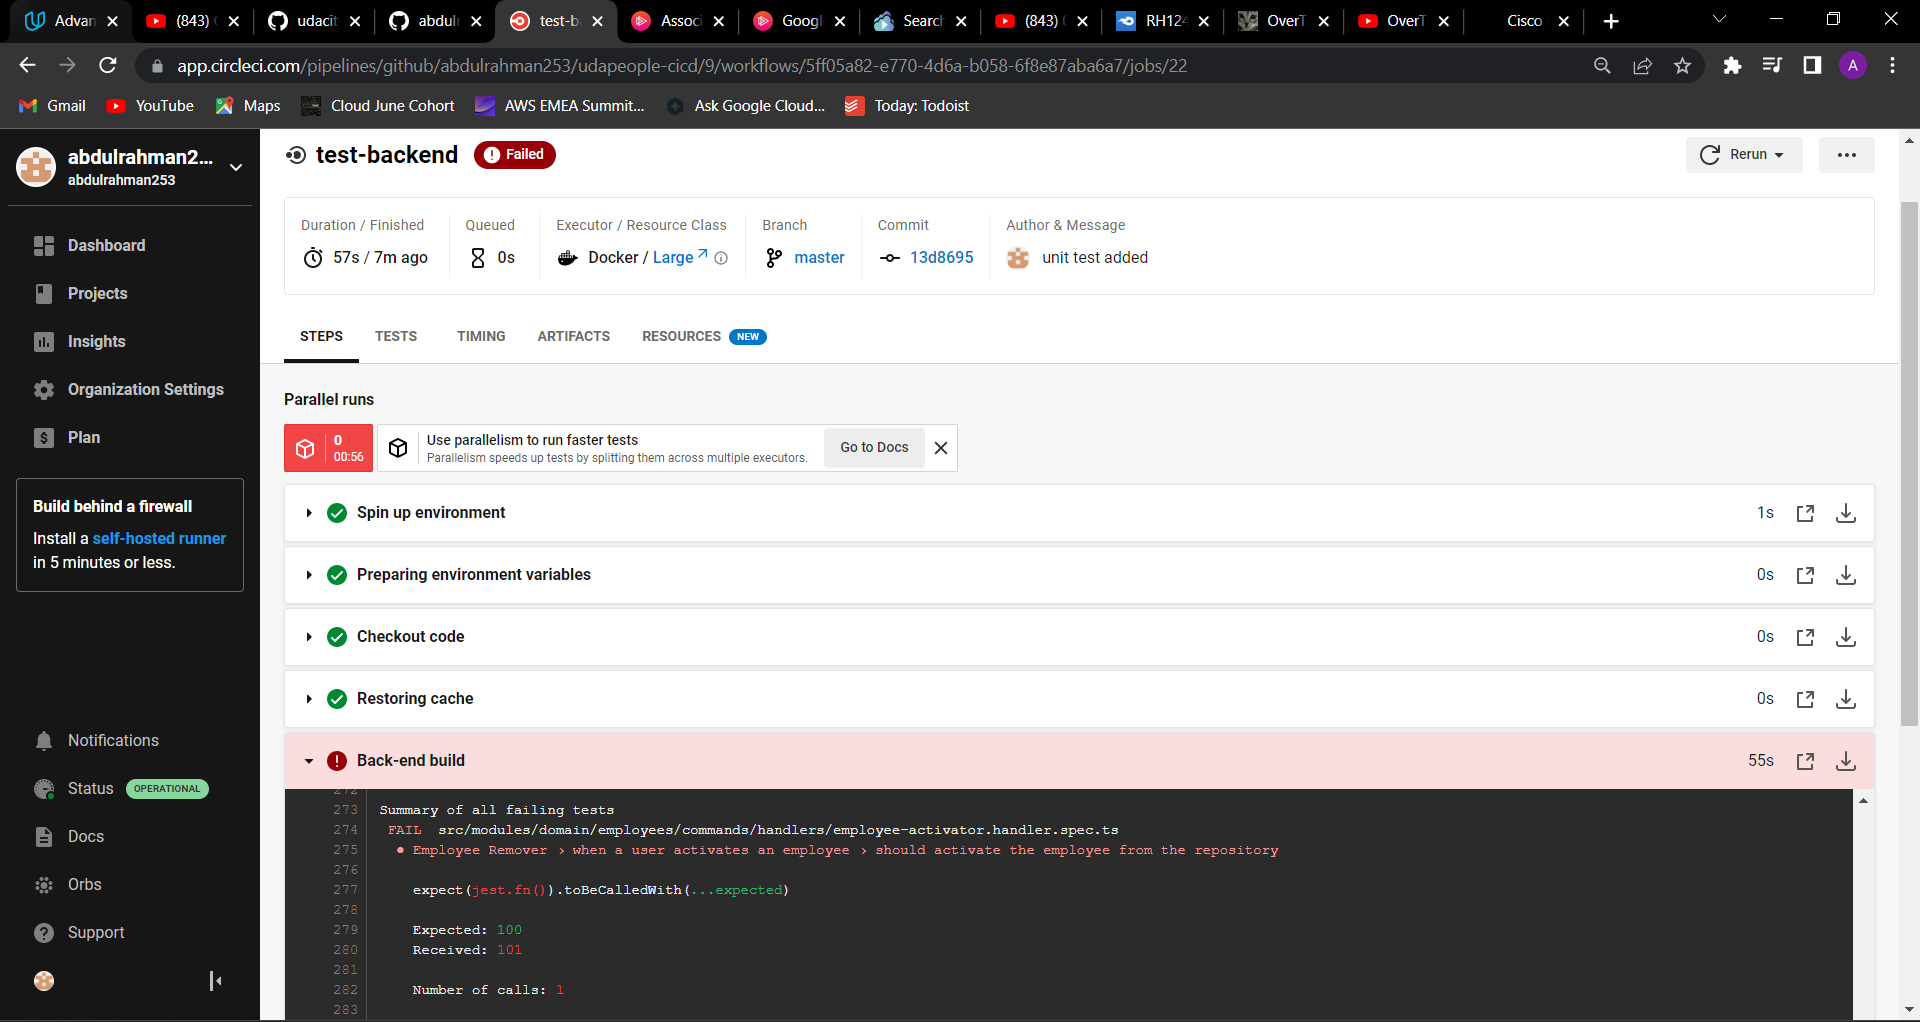 Advan
(843)
udacit
abdulr
test-b
Associ
Googl
Search
(843)
RH124
OverT
OverT
Cisco
app.circleci.com/pipelines/github/abdulrahman253/udapeople-cicd/9/workflows/5ff05a82-e770-4d6a-b058-6f8e87aba6a7/jobs/22
A
Gmail
YouTube
Maps
Cloud June Cohort
AWS EMEA Summit...
Ask Google Cloud...
Today: Todoist
abdulrahman2...
abdulrahman253
Dashboard
Projects
Insights
Organization Settings
Plan
Build behind a firewall
Install a self-hosted runner
in 5 minutes or less.
Notifications
Status OPERATIONAL
Docs
Orbs
Support
test-backend
Failed
Rerun
Duration / Finished
57s / 7m ago
Queued
0s
Executor / Resource Class
Docker / Large
Branch
master
Commit
13d8695
Author & Message
unit test added
STEPS
TESTS
TIMING
ARTIFACTS
RESOURCES NEW
Parallel runs
0
00:56
Use parallelism to run faster tests
Parallelism speeds up tests by splitting them across multiple executors.
Go to Docs
Spin up environment 1s
Preparing environment variables 0s
Checkout code 0s
Restoring cache 0s
Back-end build 55s
272
273 Summary of all failing tests
274 FAIL src/modules/domain/employees/commands/handlers/employee-activator.handler.spec.ts
275 ● Employee Remover › when a user activates an employee › should activate the employee from the repository
276
277 expect(jest.fn()).toBeCalledWith(...expected)
278
279 Expected: 100
280 Received: 101
281
282 Number of calls: 1
283